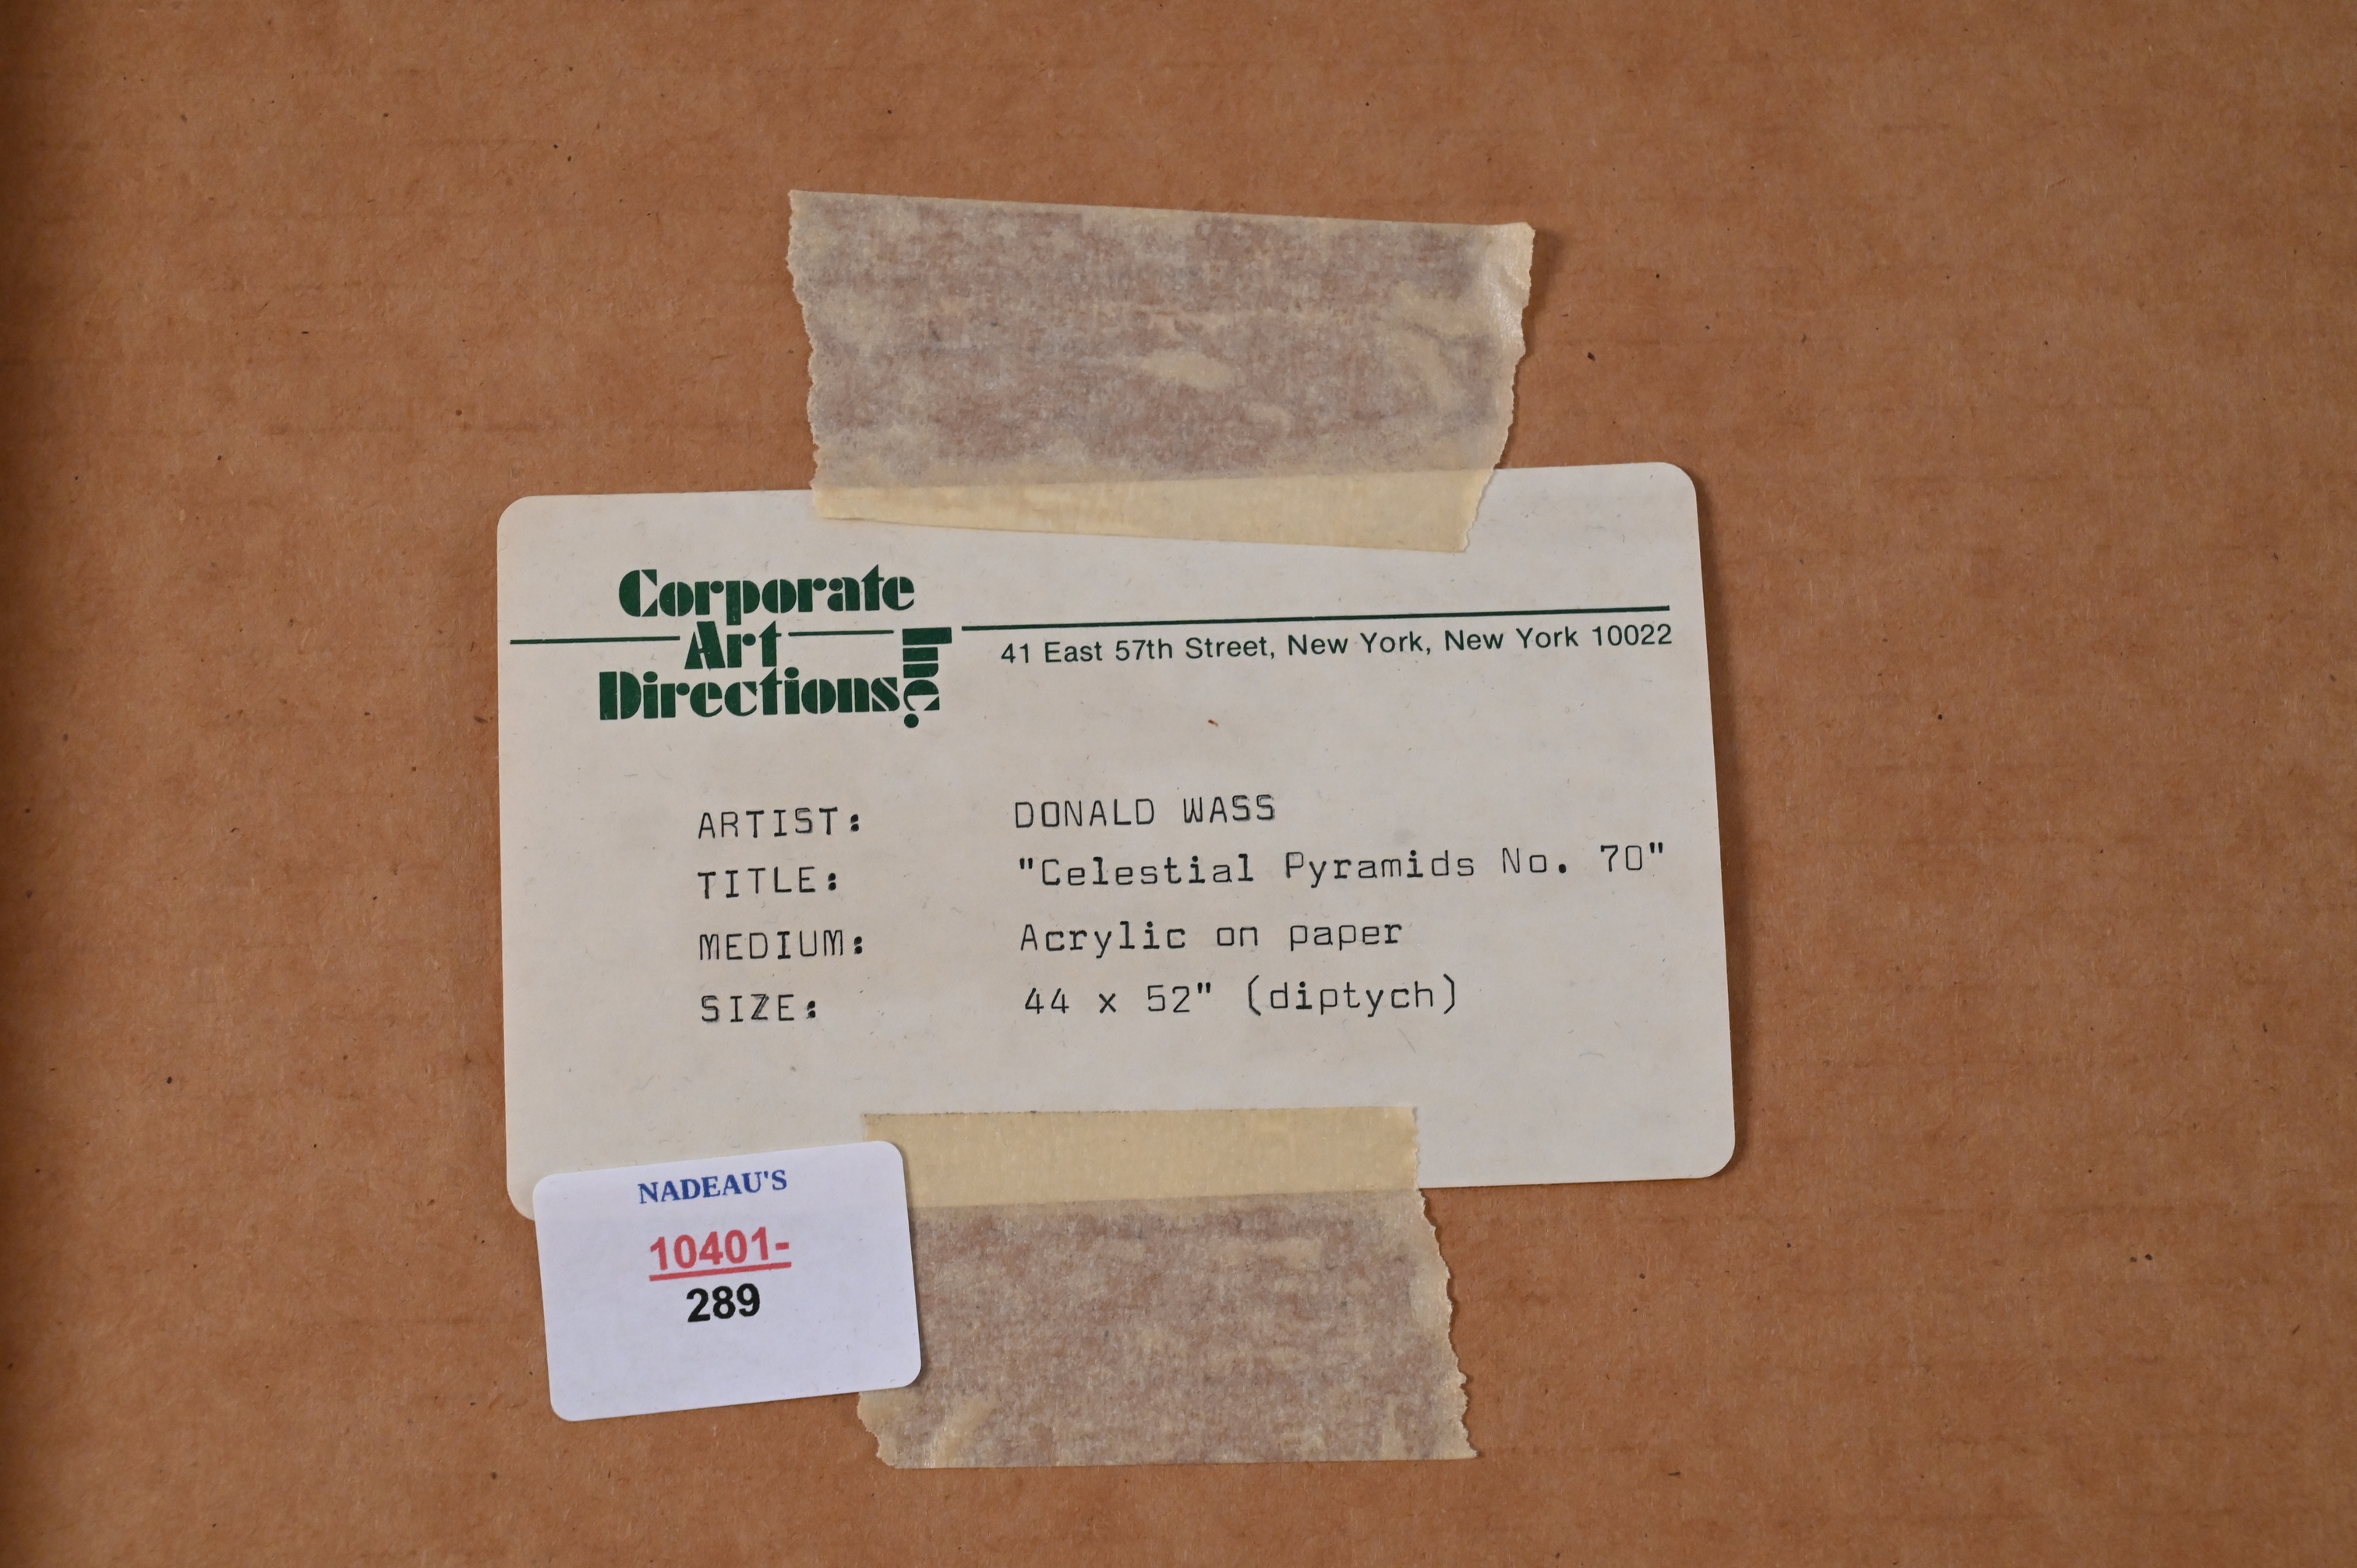 Corporate
Art
Directions Inc.
41 East 57th Street, New York, New York 10022
ARTIST: DONALD WASS
TITLE: "Celestial Pyramids No. 70"
MEDIUM: Acrylic on paper
SIZE: 44 x 52" (diptych)
NADEAU'S
10401-
289